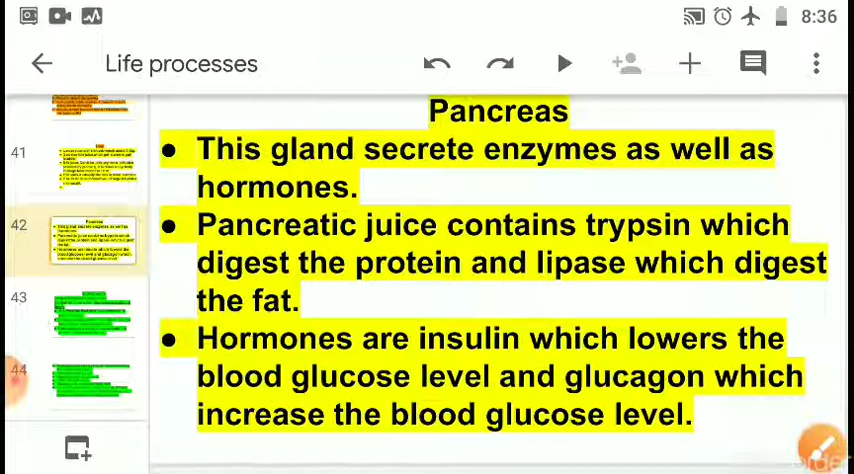 8:36
Life processes
41
42
43
44
Pancreas
● This gland secrete enzymes as well as
hormones.
● Pancreatic juice contains trypsin which
digest the protein and lipase which digest
the fat.
● Hormones are insulin which lowers the
blood glucose level and glucagon which
increase the blood glucose level.